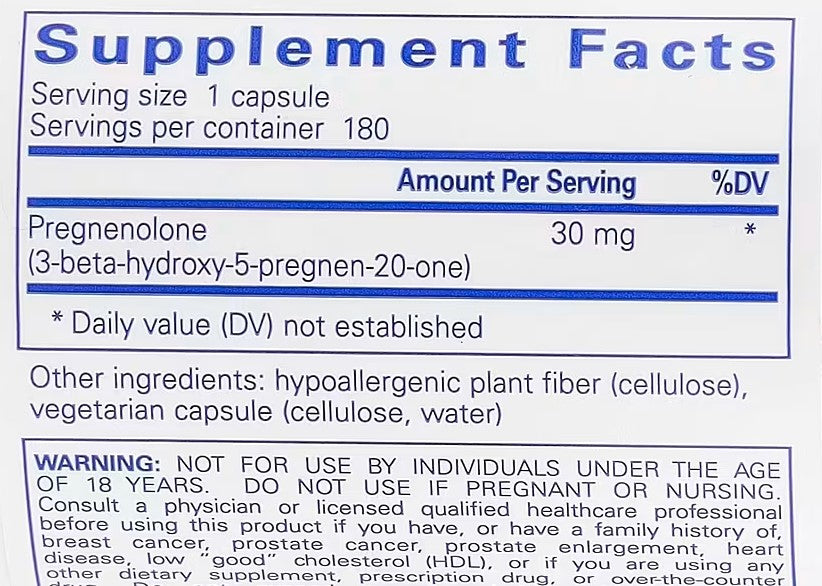 Supplement Facts
Serving size 1 capsule
Servings per container 180
Amount Per Serving %DV
Pregnenolone 30 mg *
(3-beta-hydroxy-5-pregnen-20-one)
* Daily value (DV) not established
Other ingredients: hypoallergenic plant fiber (cellulose),
vegetarian capsule (cellulose, water)
WARNING: NOT FOR USE BY INDIVIDUALS UNDER THE AGE
OF 18 YEARS. DO NOT USE IF PREGNANT OR NURSING.
Consult a physician or licensed qualified healthcare professional
before using this product if you have, or have a family history of,
breast cancer, prostate cancer, prostate enlargement, heart
disease, low "good" cholesterol (HDL), or if you are using any
other dietary supplement, prescription drug, or over-the-counter